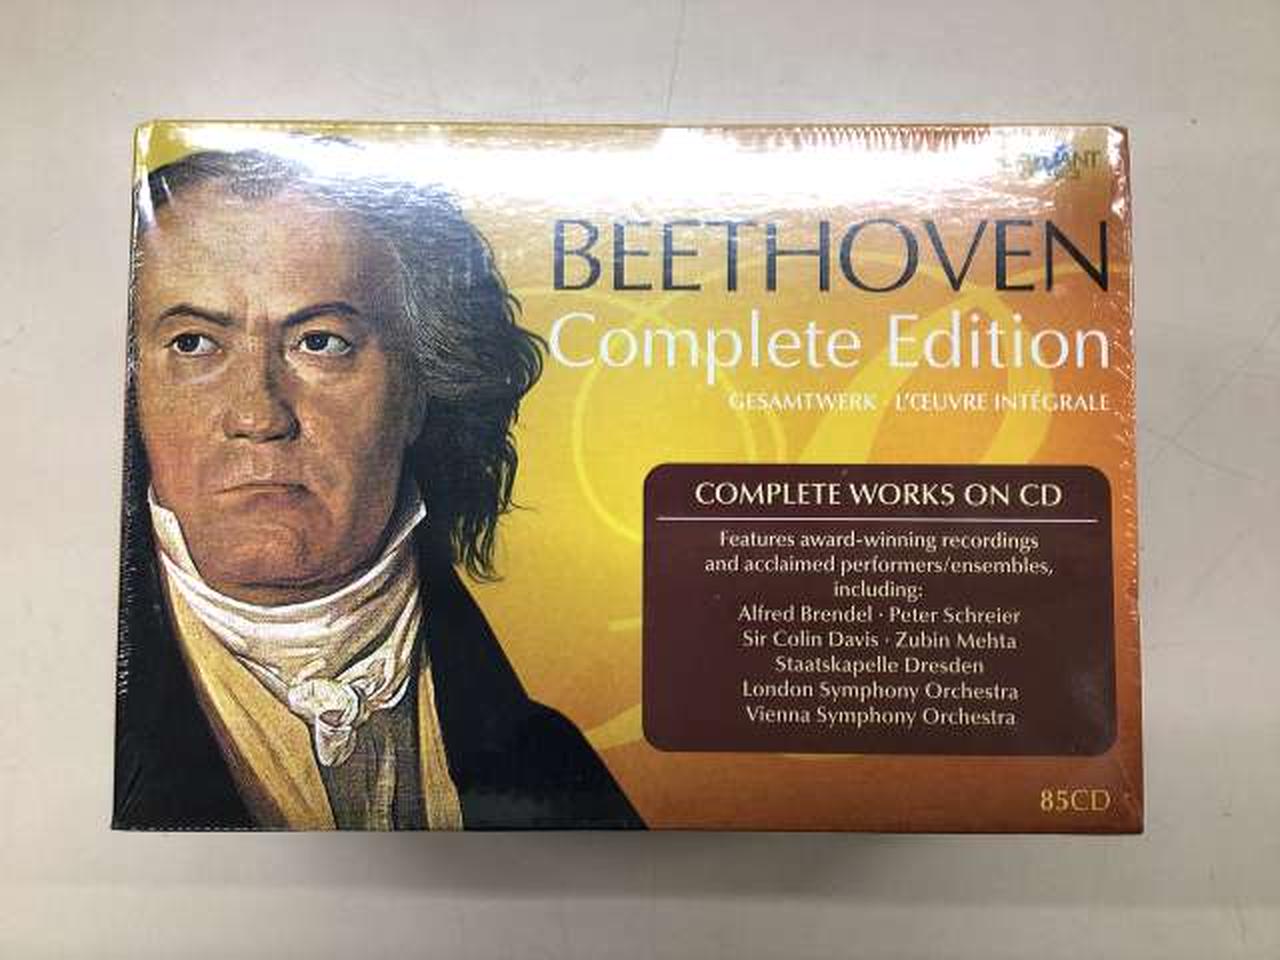 BEETHOVEN
Complete Edition
GESAMTWERK · L'ŒUVRE INTÉGRALE
COMPLETE WORKS ON CD
Features award-winning recordings
and acclaimed performers/ensembles,
including:
Alfred Brendel · Peter Schreier
Sir Colin Davis · Zubin Mehta
Staatskapelle Dresden
London Symphony Orchestra
Vienna Symphony Orchestra
85CD